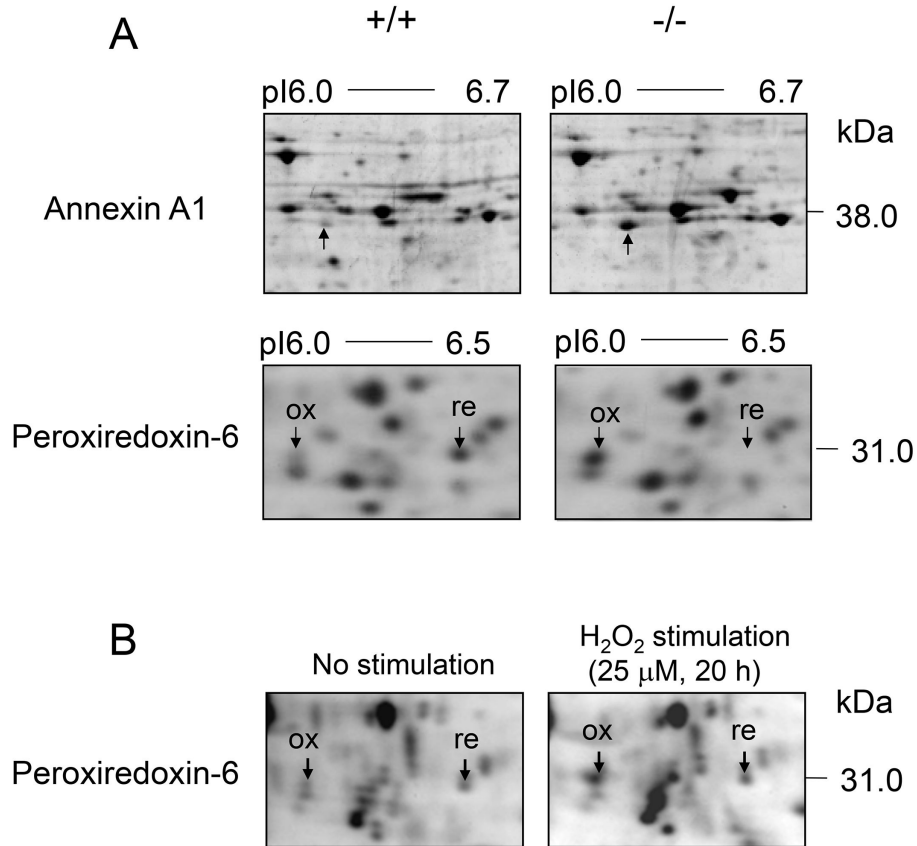 A
+/+ -/-
pI6.0 6.7 pI6.0 6.7
kDa
Annexin A1
38.0
pI6.0 6.5 pI6.0 6.5
ox re ox re
Peroxiredoxin-6
31.0
B
No stimulation
H₂O₂ stimulation
(25 μM, 20 h)
kDa
ox re ox re
Peroxiredoxin-6
31.0